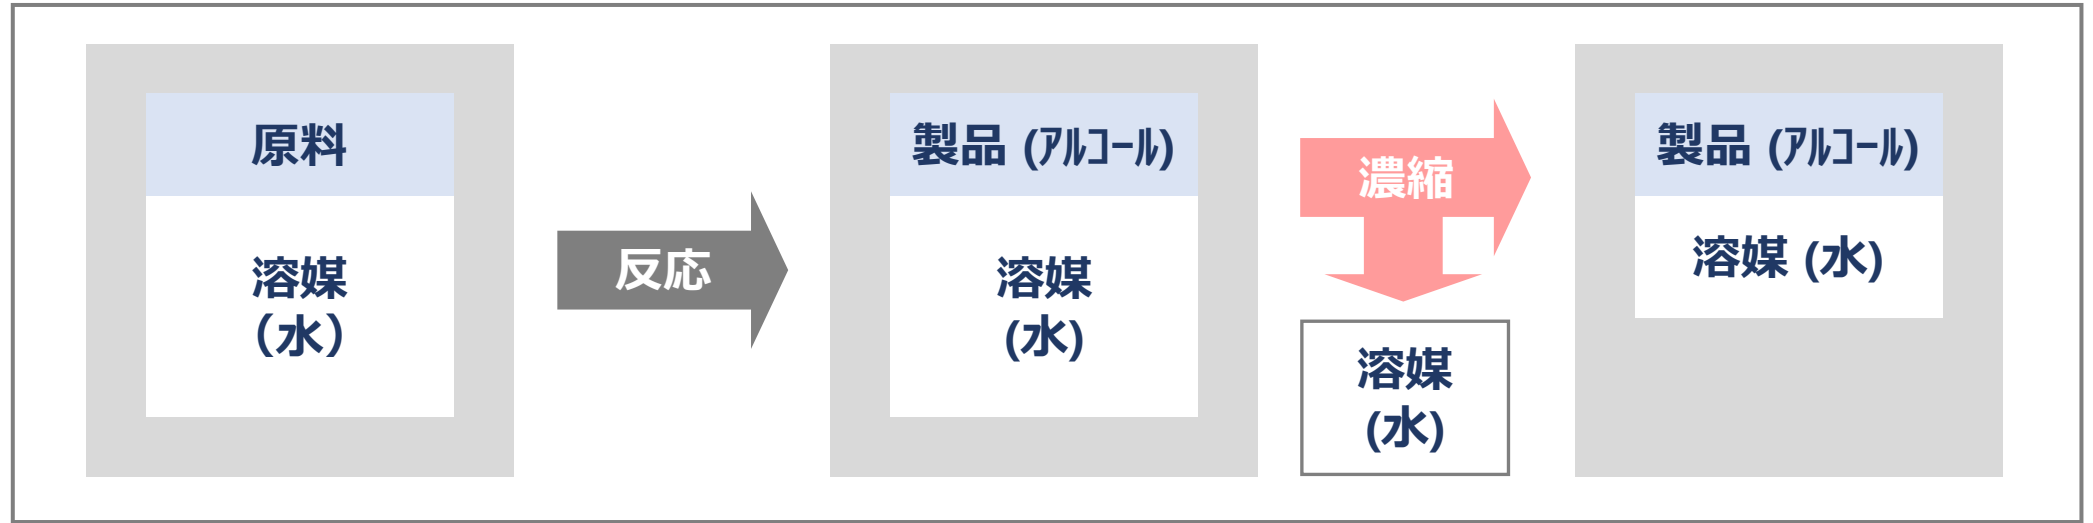 原料
溶媒
（水）
反応
製品 (ｱﾙｺｰﾙ)
溶媒
(水)
濃縮
溶媒
(水)
製品 (ｱﾙｺｰﾙ)
溶媒 (水)